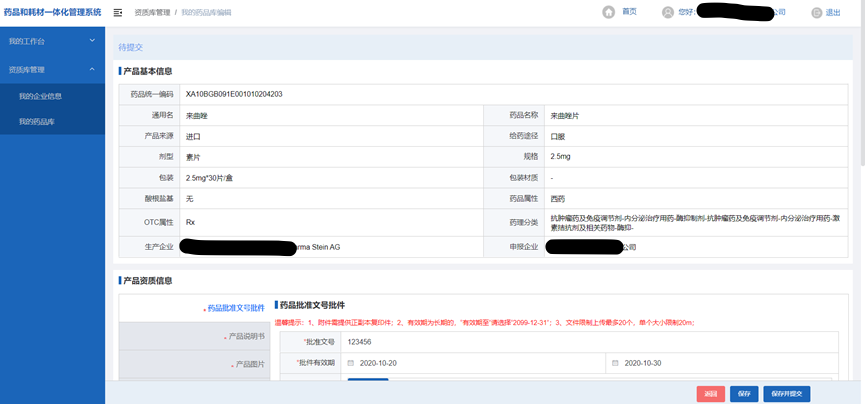 药品和耗材一体化管理系统 资质库管理 / 我的药品库编辑 首页 您好: 公司 退出
我的工作台
资质库管理
我的企业信息
我的药品库
待提交
产品基本信息
药品统一编码 XA10BGB091E001010204203
通用名 来曲唑 药品名称 来曲唑片
产品来源 进口 给药途径 口服
剂型 素片 规格 2.5mg
包装 2.5mg*30片/盒 包装材质 -
酸根盐基 无 药品属性 西药
OTC属性 Rx 药理分类 抗肿瘤药及免疫调节剂-内分泌治疗用药-酶抑制剂-抗肿瘤药及免疫调节剂-内分泌治疗用药-激
素拮抗剂及相关药物-酶抑-
生产企业 rma Stein AG 申报企业 公司
产品资质信息
*药品批准文号批件 药品批准文号批件
温馨提示：1、附件需提供正副本复印件；2、有效期为长期的，"有效期至"请选择"2099-12-31"；3、文件限制上传最多20个，单个大小限制20m；
*产品说明书 *批准文号 123456
*产品图片 *批件有效期 2020-10-20 2020-10-30
返回 保存 保存并提交